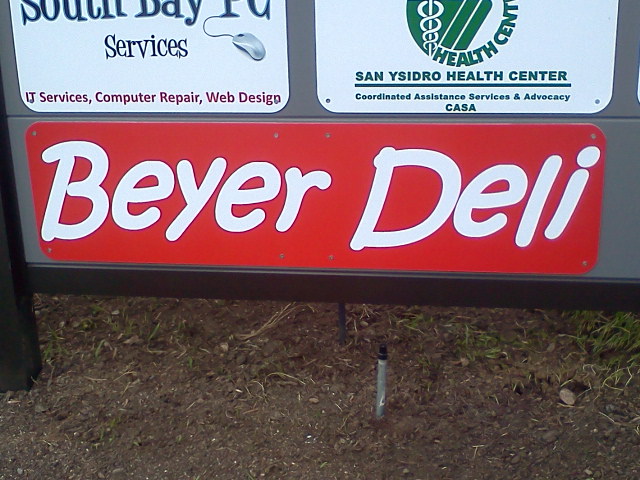 South Bay PC
Services
IT Services, Computer Repair, Web Design
HEALTH CENTER
SAN YSIDRO HEALTH CENTER
Coordinated Assistance Services & Advocacy
CASA
Beyer Deli